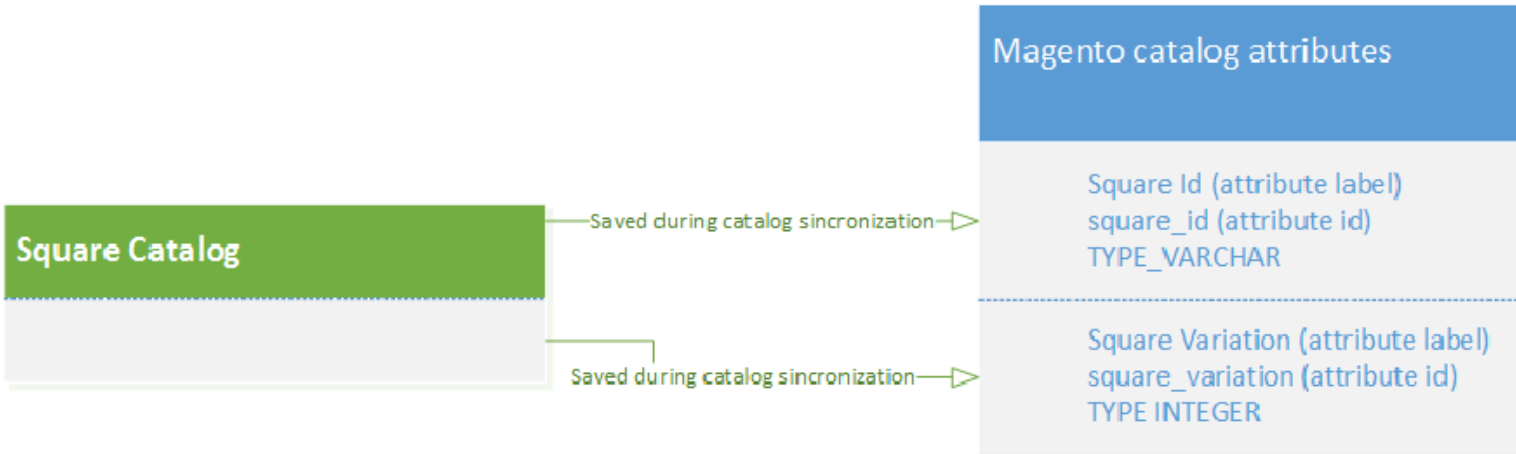 Magento catalog attributes
Square Id (attribute label)
square_id (attribute id)
TYPE_VARCHAR
Saved during catalog sincronization
Square Catalog
Square Variation (attribute label)
square_variation (attribute id)
TYPE INTEGER
Saved during catalog sincronization